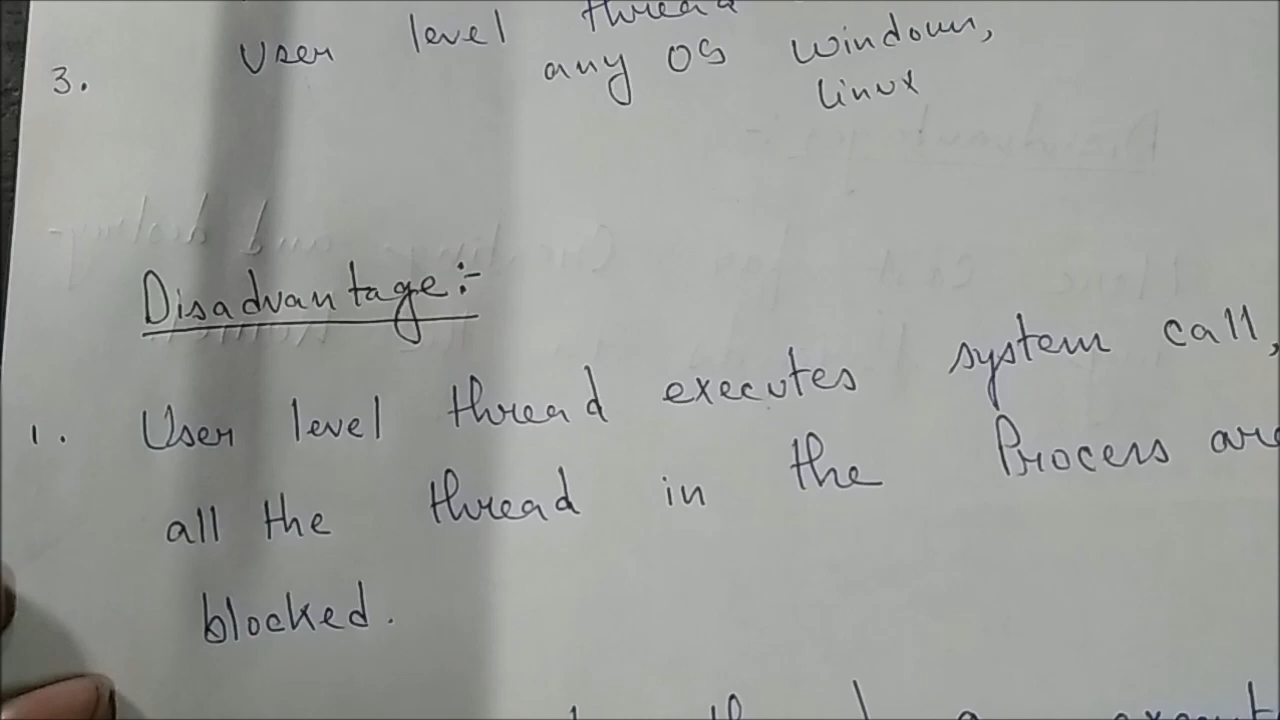 3. User level thread
any OS windows,
linux
Disadvantage:-
1. User level thread executes system call,
all the thread in the Process are
blocked.